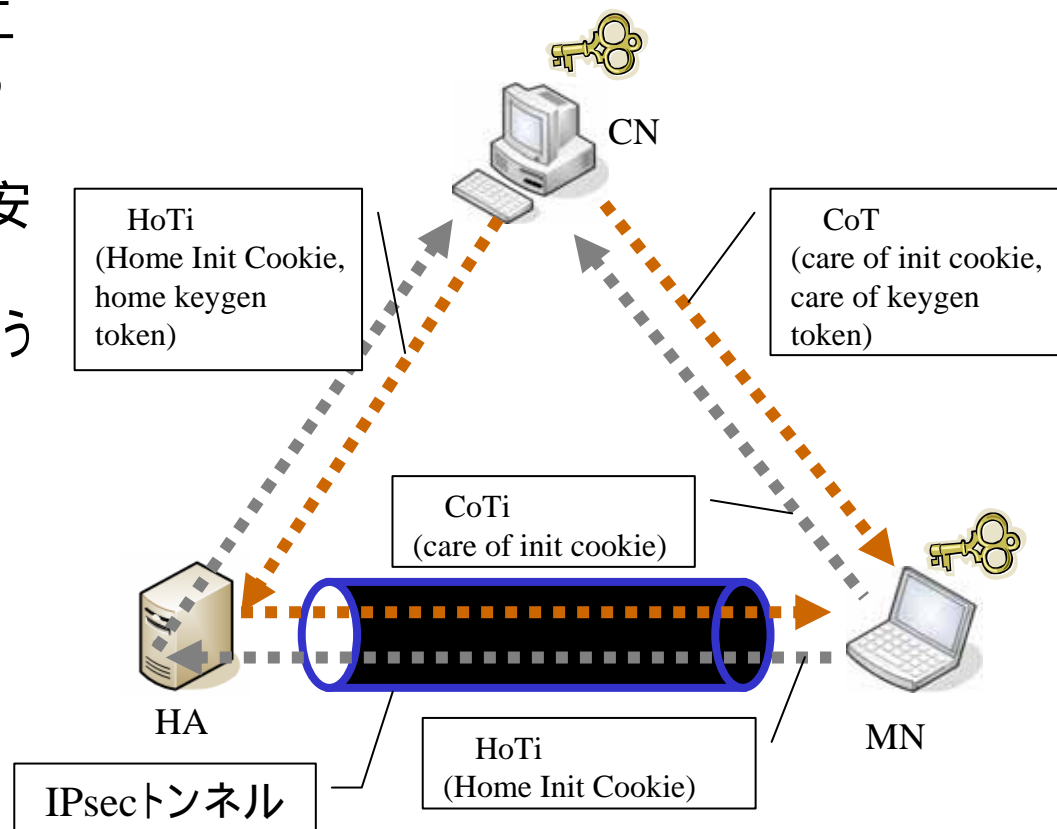 安
う
CN
HoTi
(Home Init Cookie,
home keygen
token)
CoT
(care of init cookie,
care of keygen
token)
CoTi
(care of init cookie)
HA
MN
HoTi
(Home Init Cookie)
IPsecトンネル